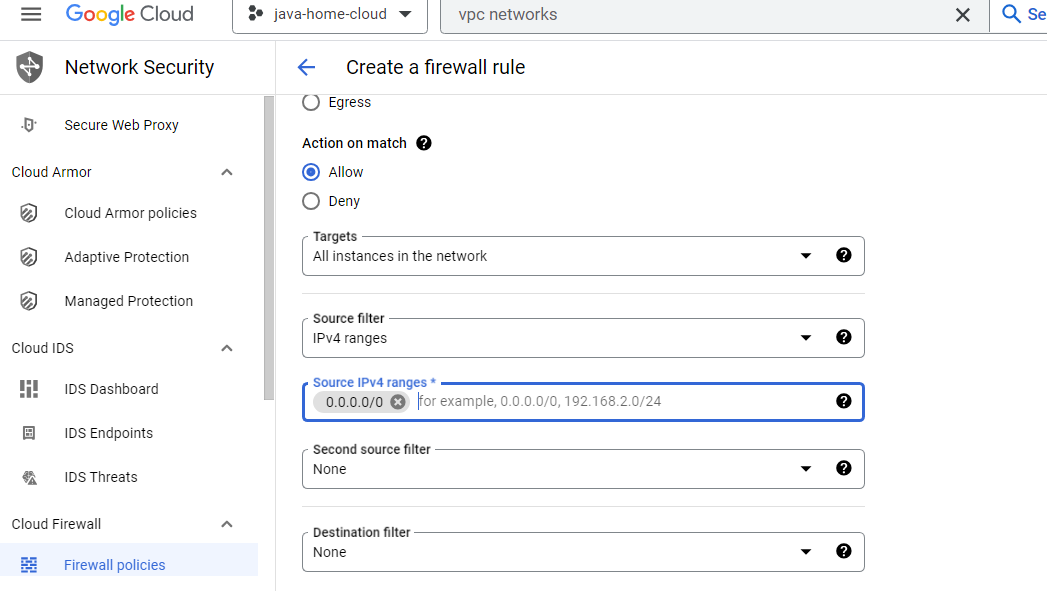 Google Cloud
java-home-cloud
vpc networks
Se
Network Security
Create a firewall rule
Secure Web Proxy
Cloud Armor
Cloud Armor policies
Adaptive Protection
Managed Protection
Cloud IDS
IDS Dashboard
IDS Endpoints
IDS Threats
Cloud Firewall
Firewall policies
Egress
Action on match
Allow
Deny
Targets
All instances in the network
Source filter
IPv4 ranges
Source IPv4 ranges *
0.0.0.0/0 for example, 0.0.0.0/0, 192.168.2.0/24
Second source filter
None
Destination filter
None